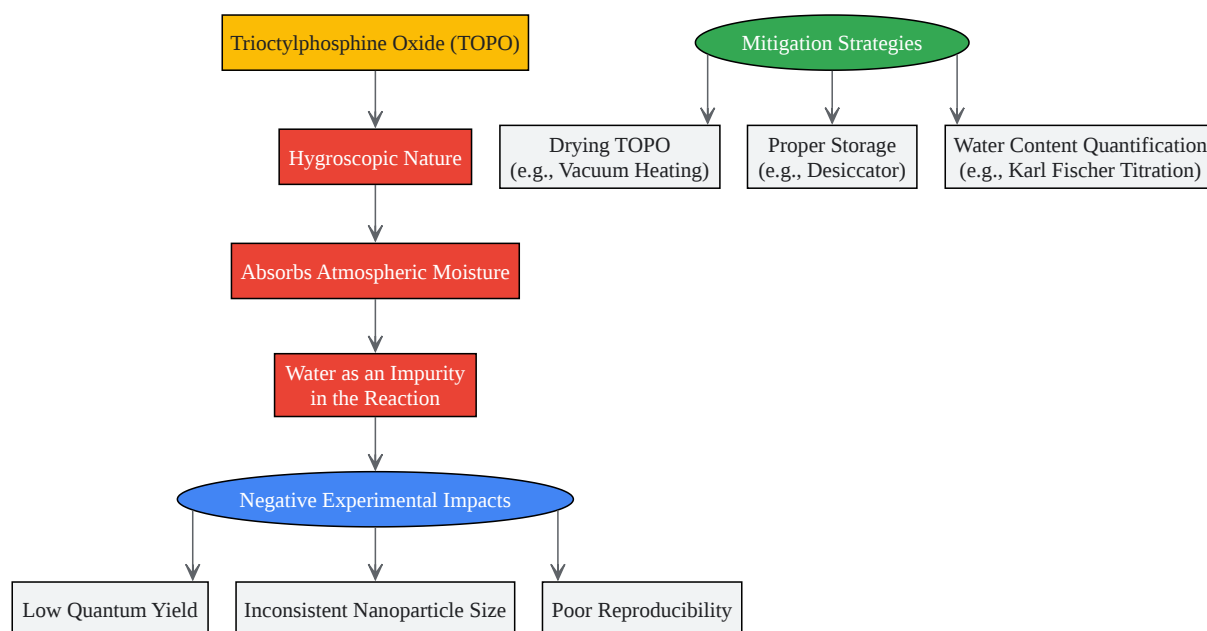 Trioctylphosphine Oxide (TOPO)
Hygroscopic Nature
Absorbs Atmospheric Moisture
Water as an Impurity
in the Reaction
Negative Experimental Impacts
Low Quantum Yield
Inconsistent Nanoparticle Size
Poor Reproducibility
Mitigation Strategies
Drying TOPO
(e.g., Vacuum Heating)
Proper Storage
(e.g., Desiccator)
Water Content Quantification
(e.g., Karl Fischer Titration)